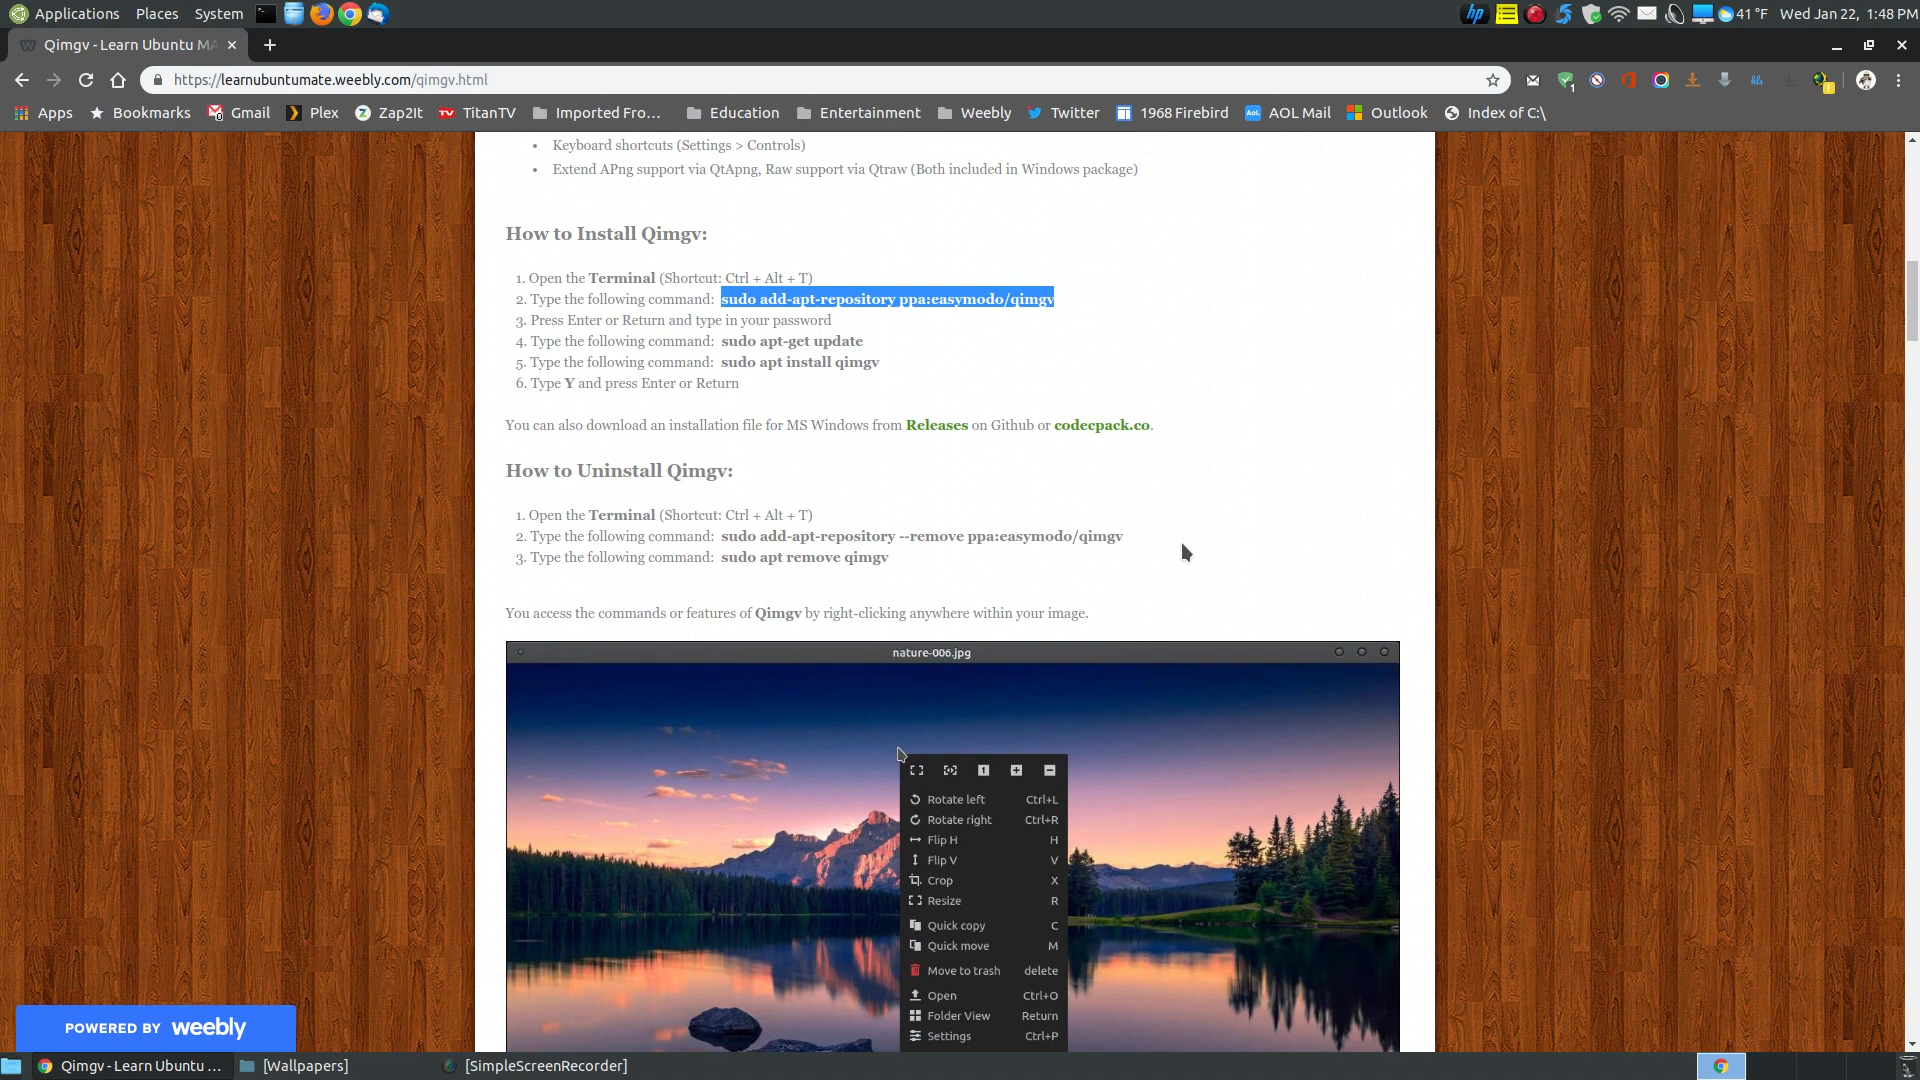 Applications Places System
hp 41 °F Wed Jan 22, 1:48 PM
Qimgv - Learn Ubuntu MA
https://learnubuntumate.weebly.com/qimgv.html
1
Apps Bookmarks Gmail Plex Zap2It TitanTV Imported Fro... Education Entertainment Weebly Twitter 1968 Firebird AOL Mail Outlook Index of C:\
• Keyboard shortcuts (Settings > Controls)
• Extend APng support via QtApng, Raw support via Qtraw (Both included in Windows package)
How to Install Qimgv:
1. Open the Terminal (Shortcut: Ctrl + Alt + T)
2. Type the following command: sudo add-apt-repository ppa:easymodo/qimgv
3. Press Enter or Return and type in your password
4. Type the following command: sudo apt-get update
5. Type the following command: sudo apt install qimgv
6. Type Y and press Enter or Return
You can also download an installation file for MS Windows from Releases on Github or codecpack.co.
How to Uninstall Qimgv:
1. Open the Terminal (Shortcut: Ctrl + Alt + T)
2. Type the following command: sudo add-apt-repository --remove ppa:easymodo/qimgv
3. Type the following command: sudo apt remove qimgv
You access the commands or features of Qimgv by right-clicking anywhere within your image.
nature-006.jpg
1
Rotate left Ctrl+L
Rotate right Ctrl+R
Flip H H
Flip V V
Crop X
Resize R
Quick copy C
Quick move M
Move to trash delete
Open Ctrl+O
Folder View Return
Settings Ctrl+P
POWERED BY weebly
Qimgv - Learn Ubuntu ... [Wallpapers] [SimpleScreenRecorder]